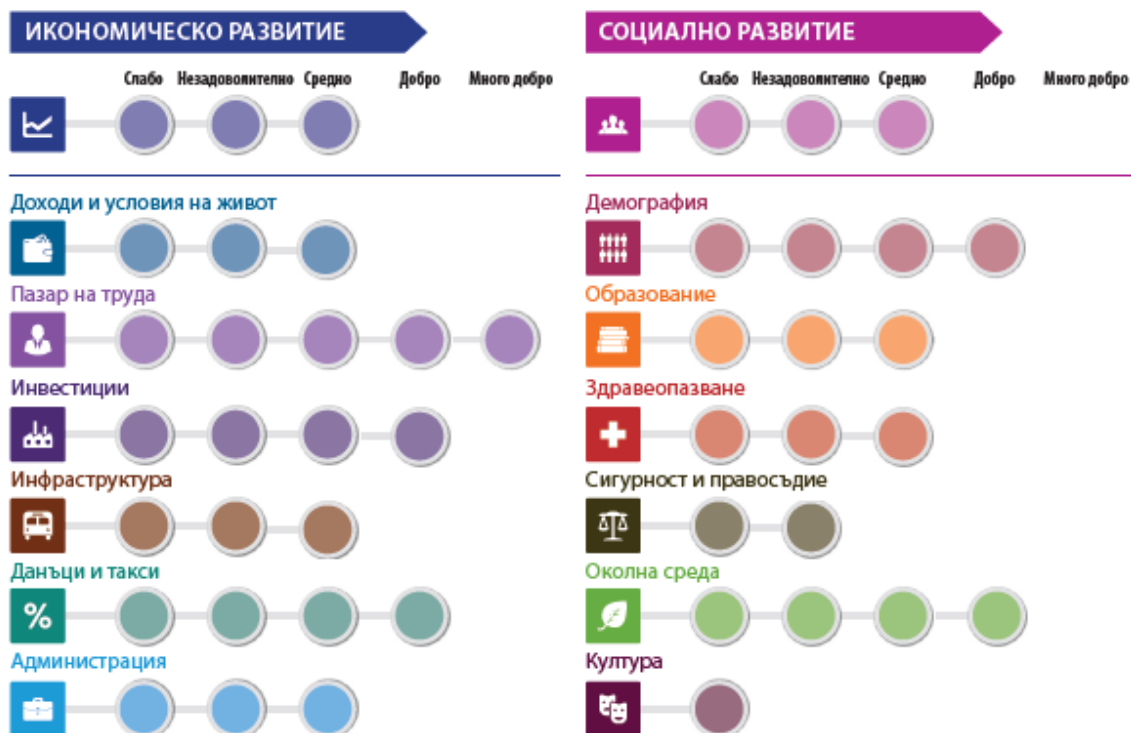 ИКОНОМИЧЕСКО РАЗВИТИЕ
Слабо Незадоволително Средно Добро Много добро
Доходи и условия на живот
Пазар на труда
Инвестиции
Инфраструктура
Данъци и такси
%
Администрация
СОЦИАЛНО РАЗВИТИЕ
Слабо Незадоволително Средно Добро Много добро
Демография
Образование
Здравеопазване
Сигурност и правосъдие
Околна среда
Култура